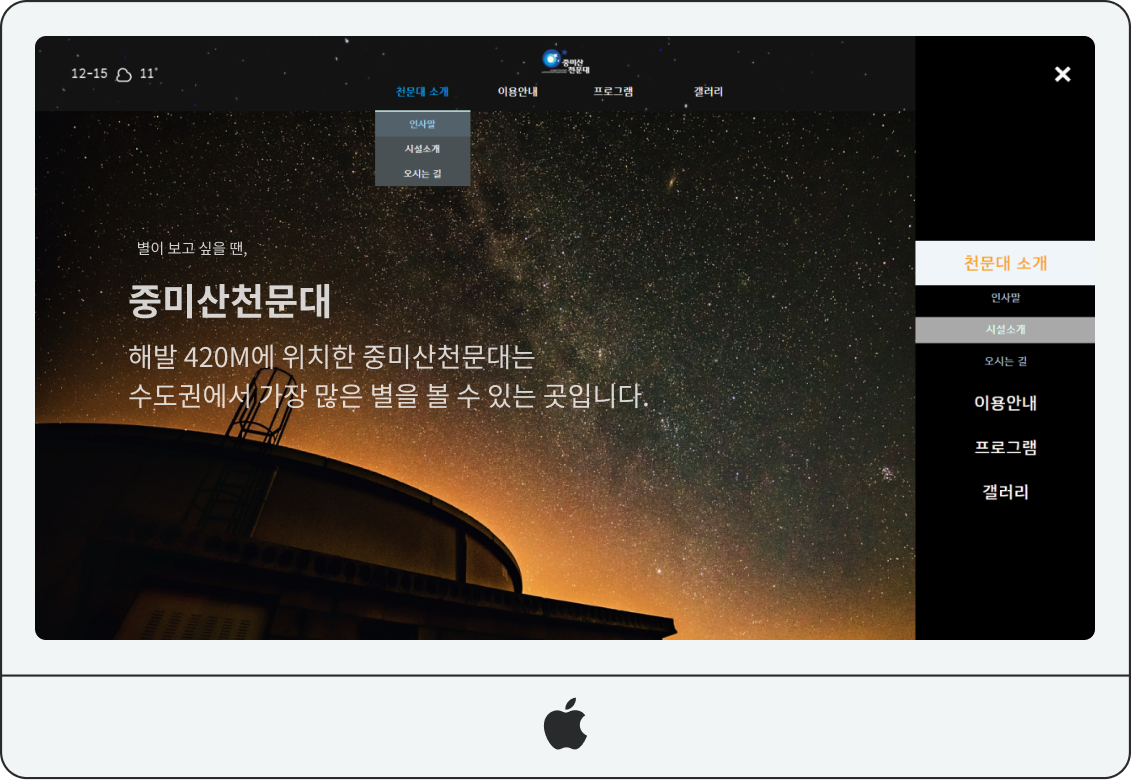 12-15 11°
중미산
천문대
천문대 소개 이용안내 프로그램 갤러리
인사말
시설소개
오시는 길
별이 보고 싶을 땐,
중미산천문대
해발 420M에 위치한 중미산천문대는
수도권에서 가장 많은 별을 볼 수 있는 곳입니다.
천문대 소개
인사말
시설소개
오시는 길
이용안내
프로그램
갤러리